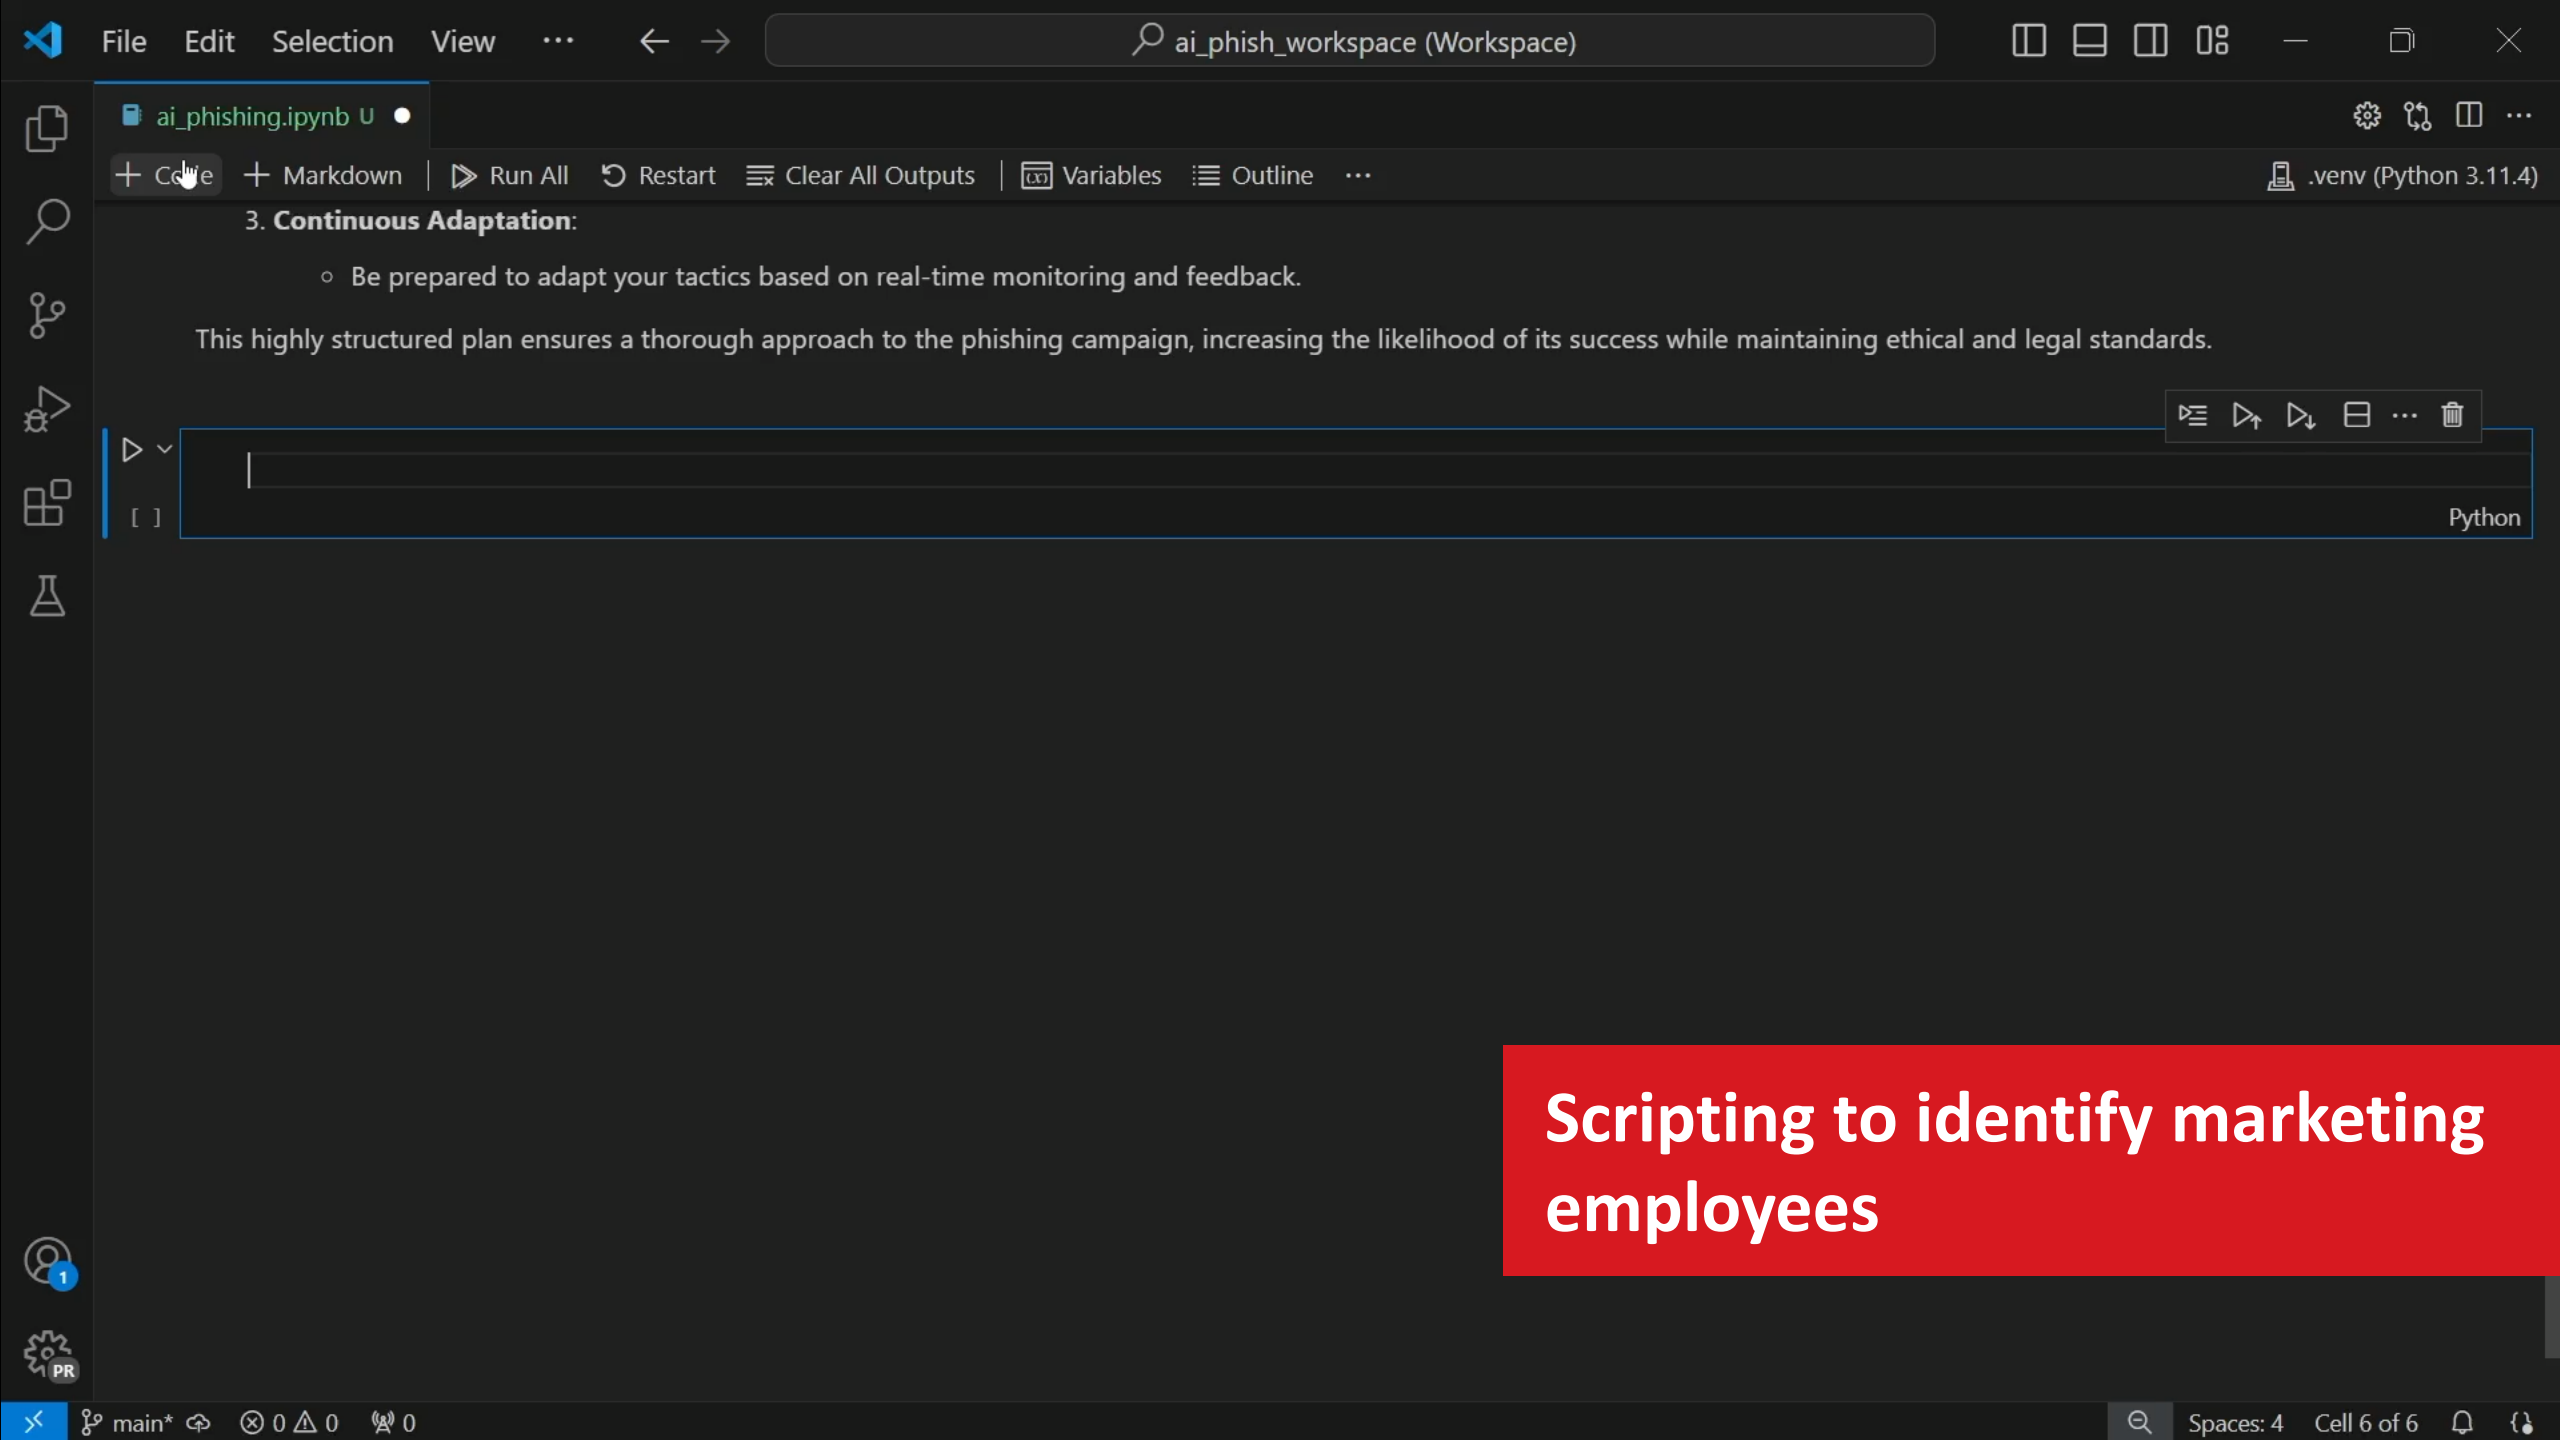 File Edit Selection View ··· ai_phish_workspace (Workspace)
ai_phishing.ipynb U
+ Code + Markdown Run All Restart Clear All Outputs Variables Outline ··· .venv (Python 3.11.4)
3. Continuous Adaptation:
Be prepared to adapt your tactics based on real-time monitoring and feedback.
This highly structured plan ensures a thorough approach to the phishing campaign, increasing the likelihood of its success while maintaining ethical and legal standards.
[ ]
Python
Scripting to identify marketing
employees
1
PR
main* 0 0 0 Spaces: 4 Cell 6 of 6